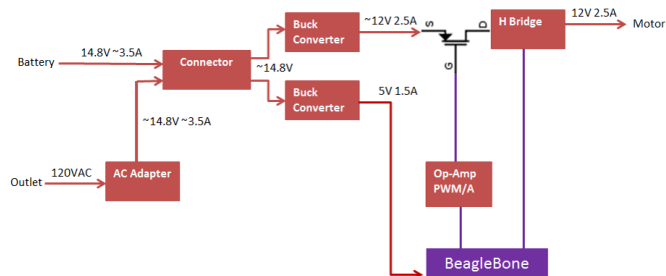 Buck
Converter
~12V 2.5A
S
D
H Bridge
12V 2.5A
Motor
14.8V ~3.5A
Battery
Connector
~14.8V
G
Buck
Converter
5V 1.5A
~14.8V ~3.5A
120VAC
Outlet
AC Adapter
Op-Amp
PWM/A
BeagleBone